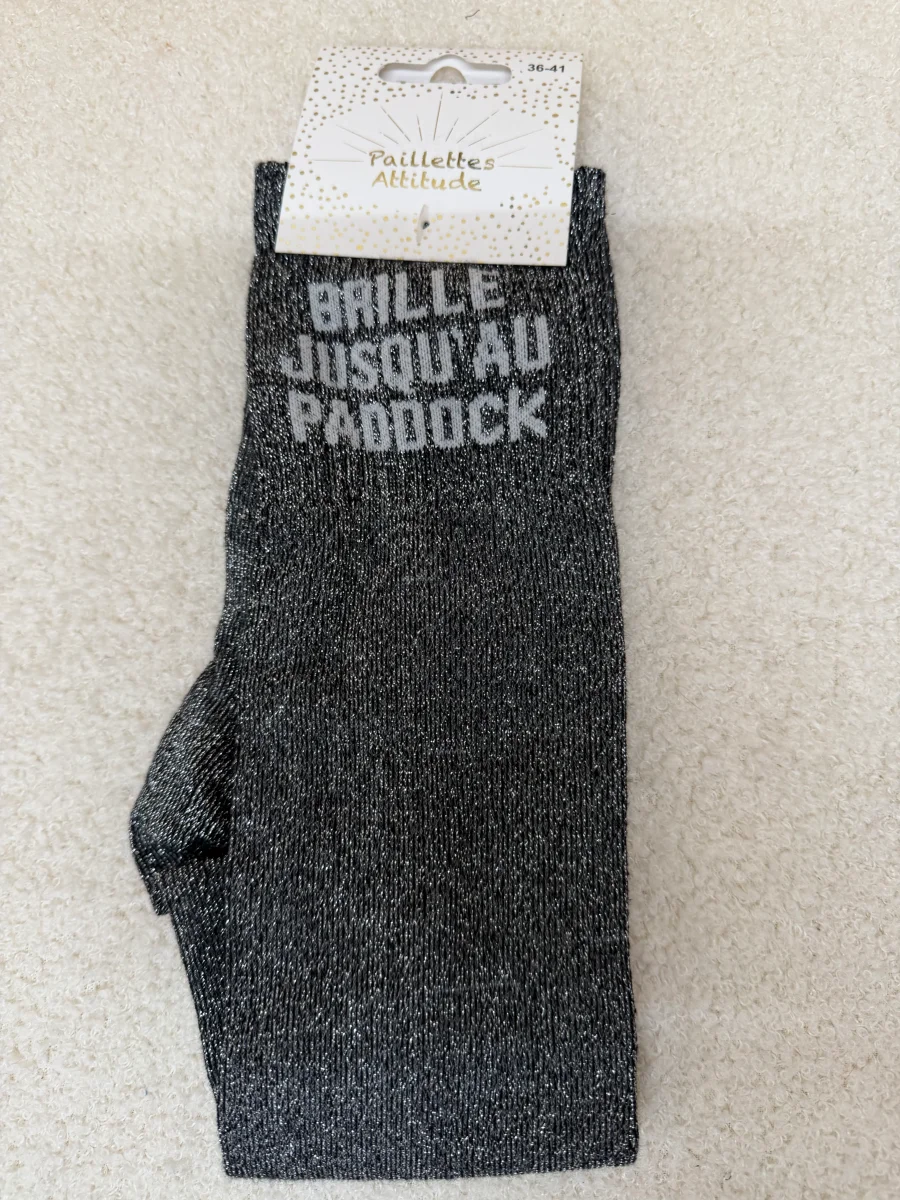 36-41
Paillettes
Attitude
BRILLE
JUSQU'AU
PADDOCK